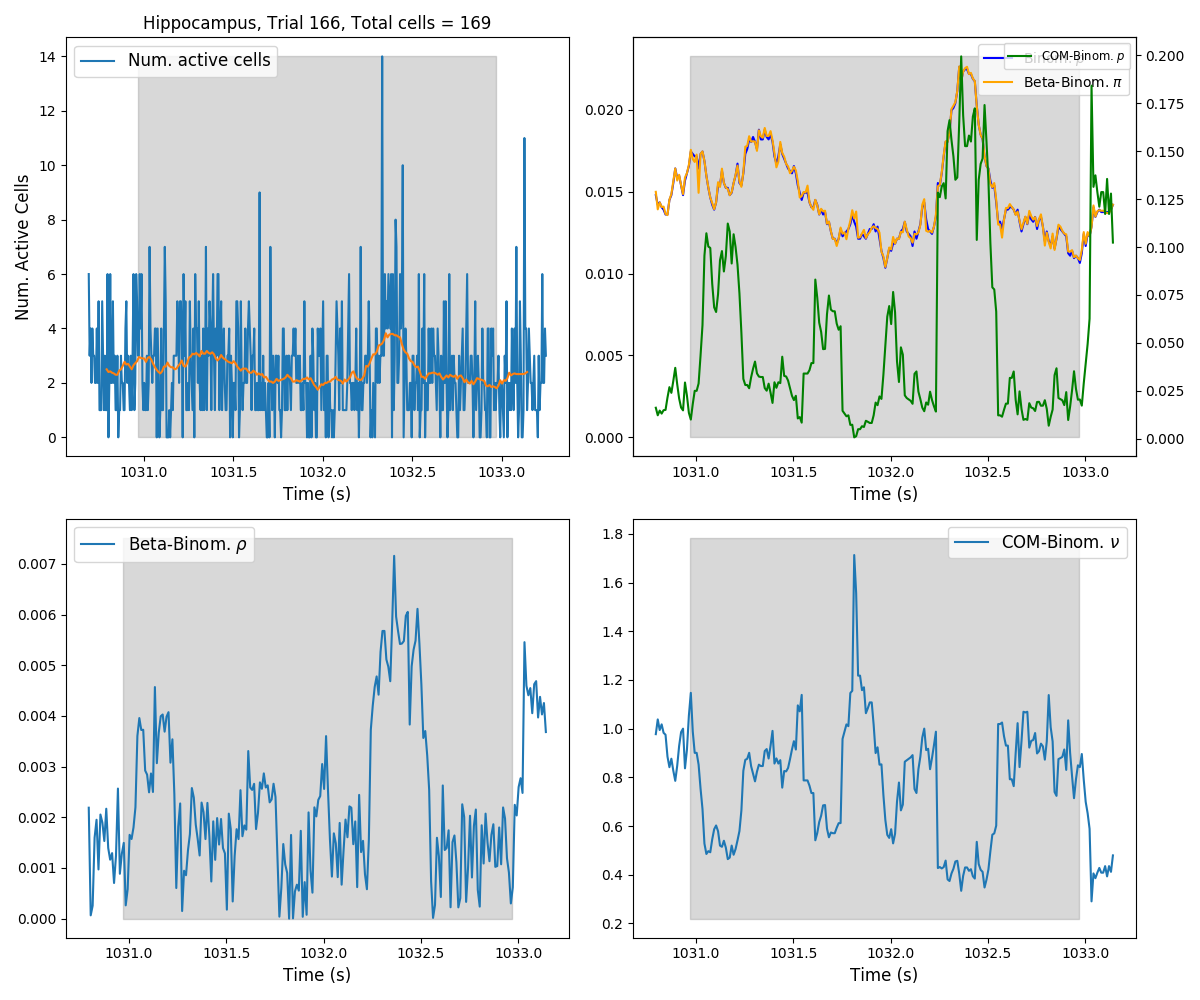 Hippocampus, Trial 166, Total cells = 169
Num. active cells
Num. Active Cells
14
12
10
8
6
4
2
0
1031.0 1031.5 1032.0 1032.5 1033.0
Time (s)
COM-Binom. p
Beta-Binom. π
0.020
0.015
0.010
0.005
0.000
0.200
0.175
0.150
0.125
0.100
0.075
0.050
0.025
0.000
1031.0 1031.5 1032.0 1032.5 1033.0
Time (s)
Beta-Binom. ρ
0.007
0.006
0.005
0.004
0.003
0.002
0.001
0.000
1031.0 1031.5 1032.0 1032.5 1033.0
Time (s)
COM-Binom. ν
1.8
1.6
1.4
1.2
1.0
0.8
0.6
0.4
0.2
1031.0 1031.5 1032.0 1032.5 1033.0
Time (s)